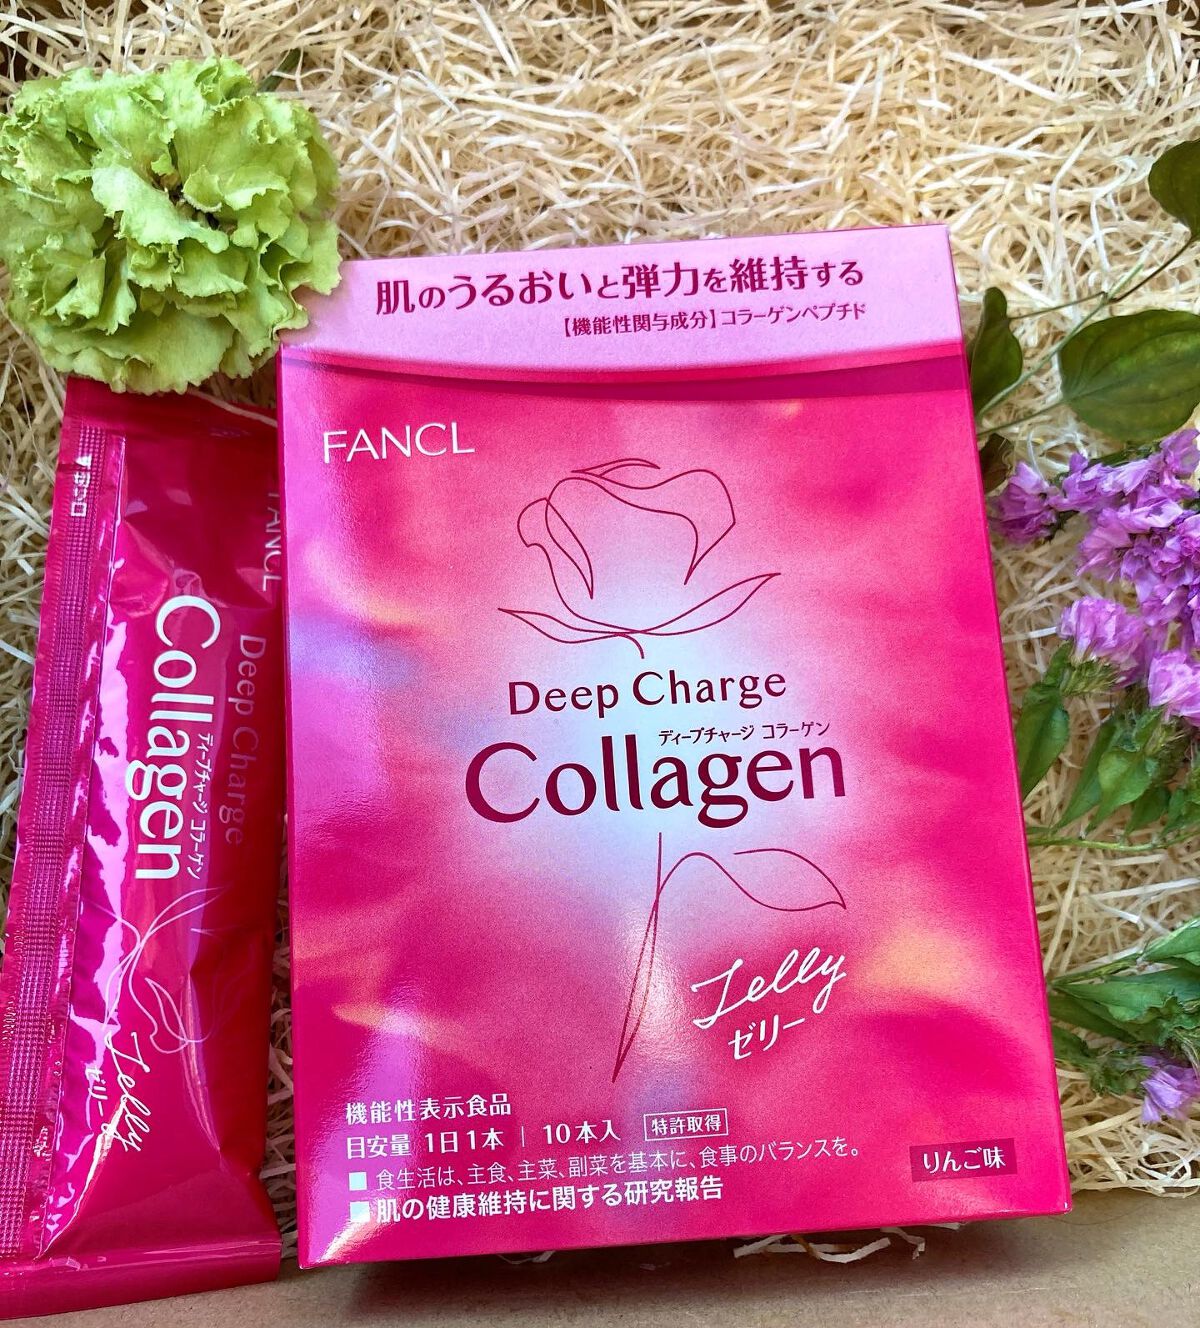 肌のうるおいと弾力を維持する
【機能性関与成分】コラーゲンペプチド
FANCL
Deep Charge
ディープチャージ コラーゲン
Collagen
Jelly
ゼリー
機能性表示食品
目安量 1日1本 | 10本入 特許取得
■ 食生活は、主食、主菜、副菜を基本に、食事のバランスを。
■ 肌の健康維持に関する研究報告
りんご味
◀切り口
FANCL
Deep Charge
ディープチャージ コラーゲン
Collagen
Jelly
ゼリー